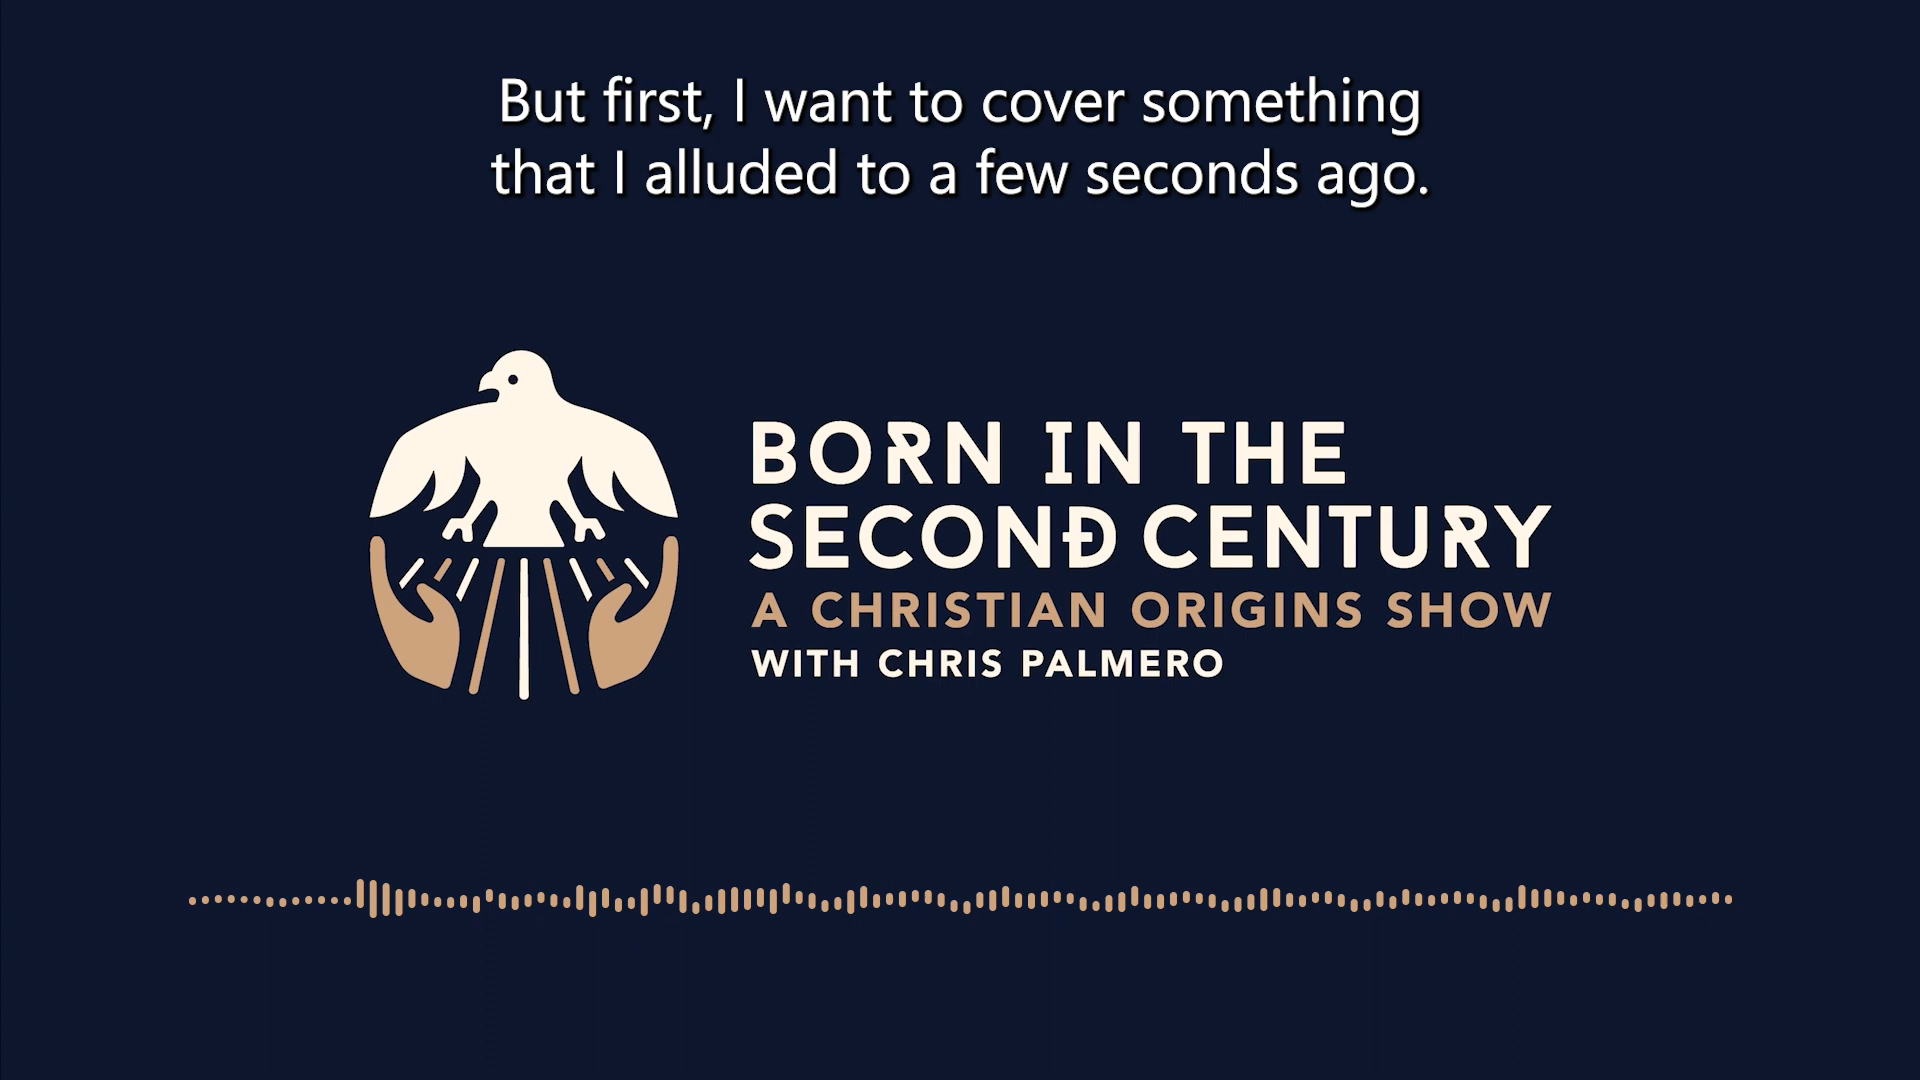 But first, I want to cover something
that I alluded to a few seconds ago.
BORN IN THE
SECOND CENTURY
A CHRISTIAN ORIGINS SHOW
WITH CHRIS PALMERO